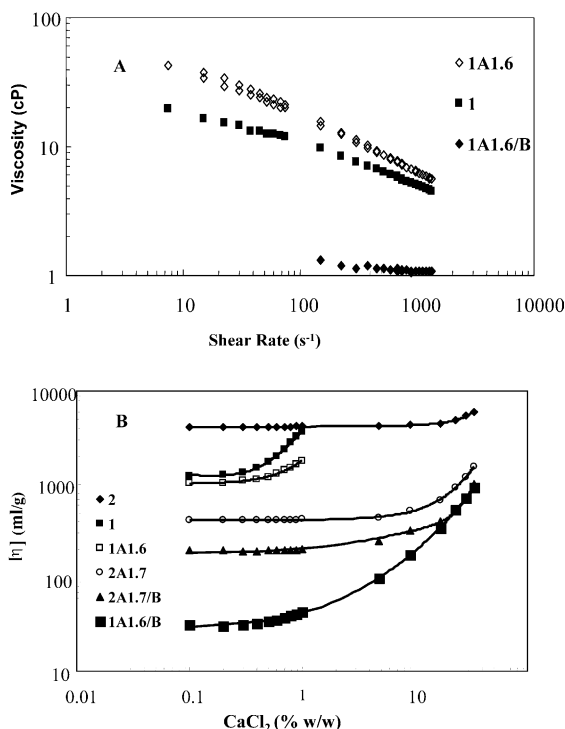 100
A
1A1.6
1
1A1.6/B
10
Viscosity (cP)
1
1 10 100 1000 10000
Shear Rate (s⁻¹)
10000
B
1000
[η] (ml/g)
2
1
1A1.6
2A1.7
2A1.7/B
1A1.6/B
100
10
0.01 0.1 1 10
CaCl₂ (% w/w)